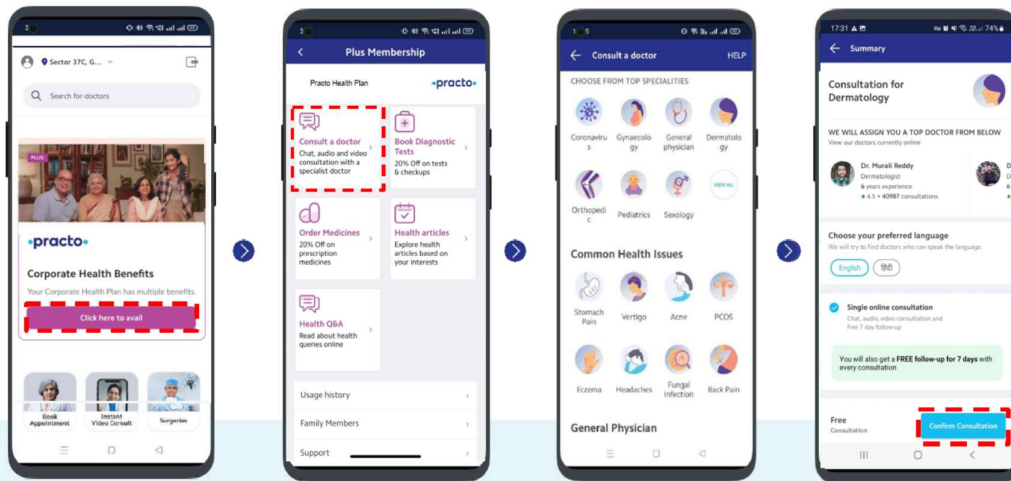 Sector 37C, G...
Search for doctors
PLUS
•practo•
Corporate Health Benefits
Your Corporate Health Plan has multiple benefits.
Click here to avail
Book
Appointment
Instant
Video Consult
Surgeries
Plus Membership
Practo Health Plan
•practo•
Consult a doctor
Chat, audio and video
consultation with a
specialist doctor
Book Diagnostic
Tests
20% Off on tests
& checkups
Order Medicines
20% Off on
prescription
medicines
Health articles
Explore health
articles based on
your interests
Health Q&A
Read about health
queries online
Usage history
Family Members
Support
Consult a doctor
HELP
CHOOSE FROM TOP SPECIALITIES
Coronaviru
s
Gynaecolo
gy
General
physician
Dermatolo
gy
Orthopedi
c
Pediatrics
Sexology
VIEW ALL
Common Health Issues
Stomach
Pain
Vertigo
Acne
PCOS
Eczema
Headaches
Fungal
Infection
Back Pain
General Physician
17:31
74%
Summary
Consultation for
Dermatology
WE WILL ASSIGN YOU A TOP DOCTOR FROM BELOW
View our doctors currently online
Dr. Murali Reddy
Dermatologist
6 years experience
4.5 • 40987 consultations
Choose your preferred language
We will try to find doctors who can speak the language
English
हिंदी
Single online consultation
Chat, audio, video consultation and
free 7 day follow-up
You will also get a FREE follow-up for 7 days with
every consultation
Free
Consultation
Confirm Consultation